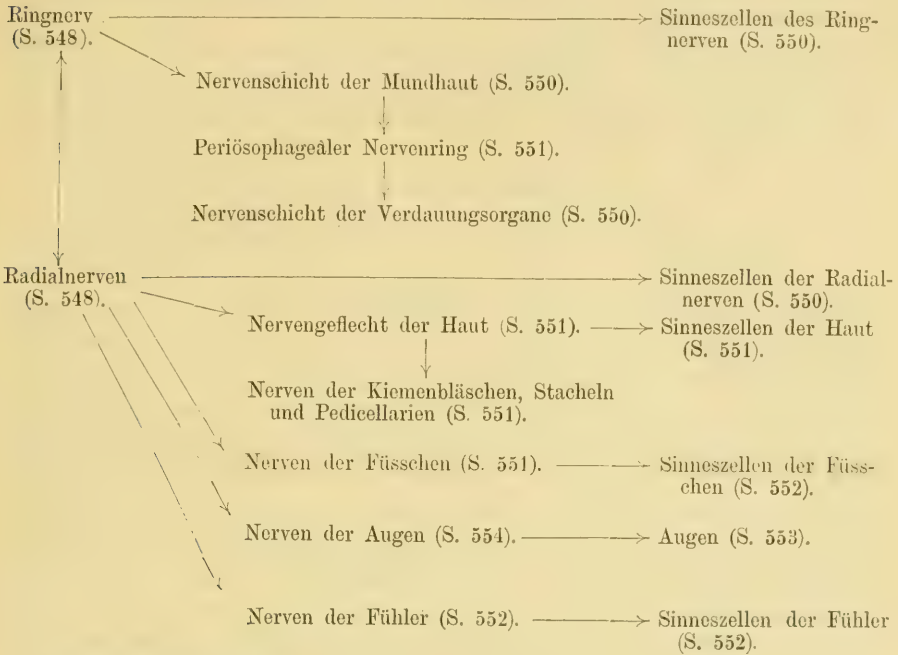 Ringnerv
(S. 548).
Sinneszellen des Ring-
nerven (S. 550).
Nervenschicht der Mundhaut (S. 550).
Periösophageäler Nervenring (S. 551).
Nervenschicht der Verdauungsorgane (S. 550).
Radialnerven
(S. 548).
Sinneszellen der Radial-
nerven (S. 550).
Nervengeflecht der Haut (S. 551).
Sinneszellen der Haut
(S. 551).
Nerven der Kiemenbläschen, Stacheln
und Pedicellarien (S. 551).
Nerven der Füsschen (S. 551).
Sinneszellen der Füss-
chen (S. 552).
Nerven der Augen (S. 554).
Augen (S. 553).
Nerven der Fühler (S. 552).
Sinneszellen der Fühler
(S. 552).